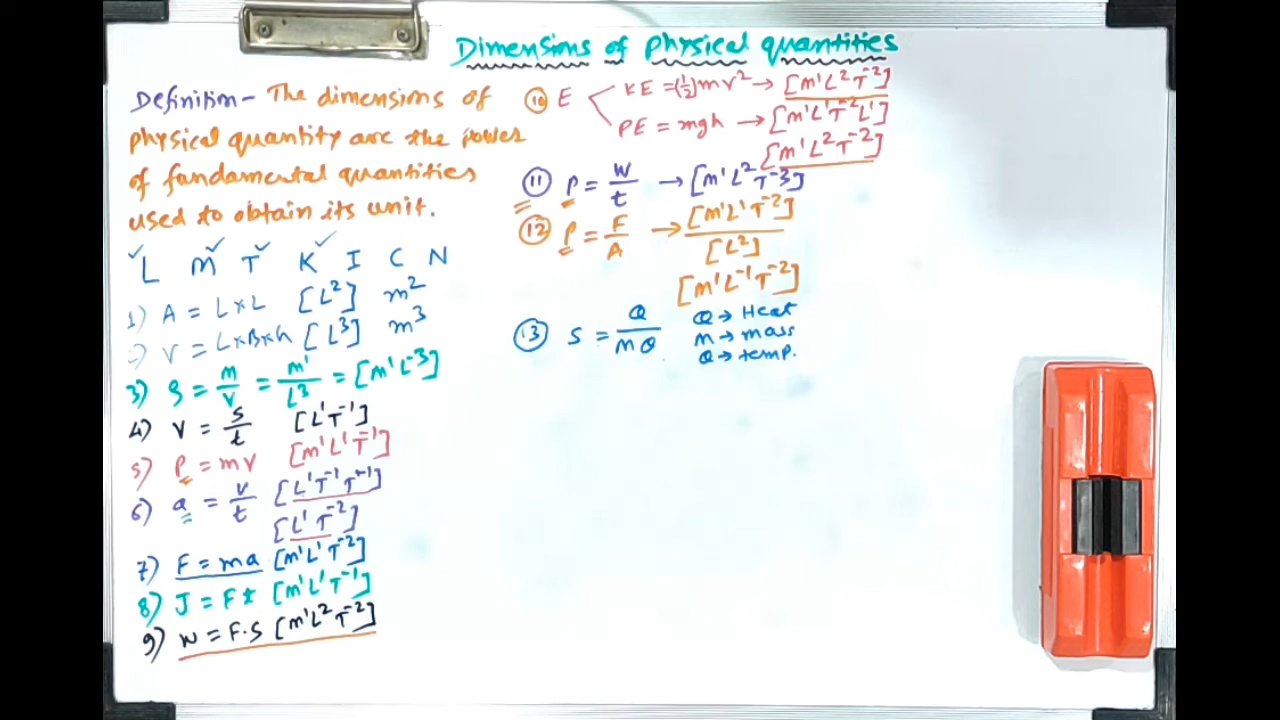 Dimensions of physical quantities
Definition - The dimensions of
physical quantity are the power
of fundamental quantities
used to obtain its unit.
L M T K I C N
1) A = L×L [L²] m²
2) V = L×B×h [L³] m³
3) ρ = m/V = m¹/L³ = [m¹L⁻³]
4) v = s/t [L¹T⁻¹]
5) P = mv [m¹L¹T⁻¹]
6) a = v/t [L¹T⁻¹T⁻¹]
[L¹T⁻²]
7) F = ma [m¹L¹T⁻²]
8) J = F t [m¹L¹T⁻¹]
9) W = F.S [m¹L²T⁻²]
10 E
KE = (1/2)mv² → [m¹L²T⁻²]
PE = mgh → [m¹L¹T⁻²L¹]
[m¹L²T⁻²]
11 P = W/t → [m¹L²T⁻³]
12 P = F/A → [m¹L¹T⁻²]/[L²]
[m¹L⁻¹T⁻²]
13 S = Q/mθ
Q → Heat
m → mass
θ → temp.